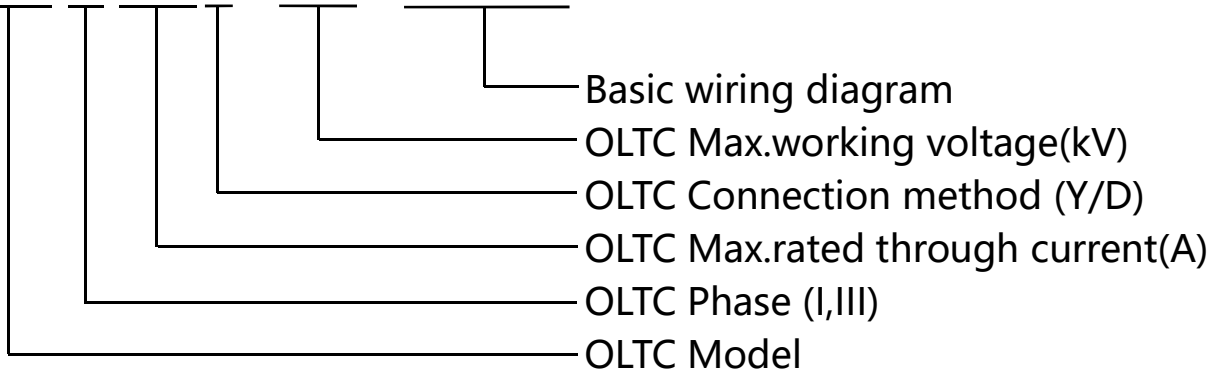 Basic wiring diagram
OLTC Max.working voltage(kV)
OLTC Connection method (Y/D)
OLTC Max.rated through current(A)
OLTC Phase (I,III)
OLTC Model